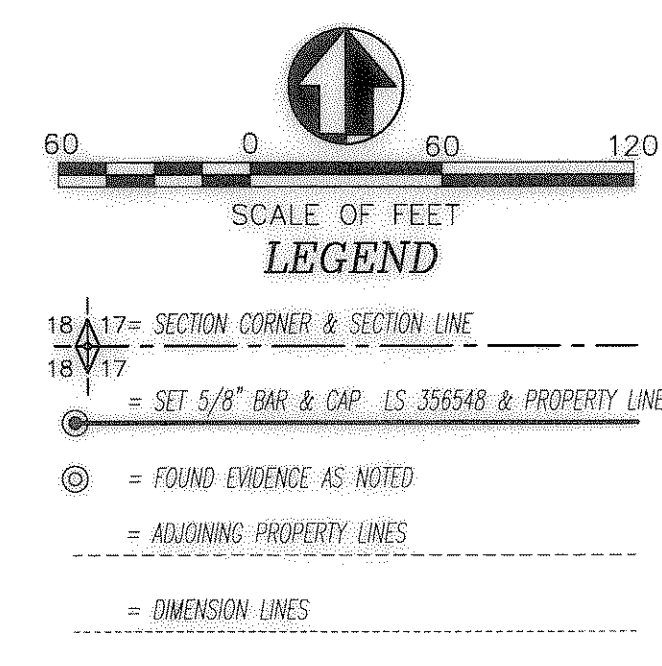 60 0 60 120
SCALE OF FEET
LEGEND
18 17 = SECTION CORNER & SECTION LINE
18 17
= SET 5/8" BAR & CAP LS 356548 & PROPERTY LINE
= FOUND EVIDENCE AS NOTED
= ADJOINING PROPERTY LINES
= DIMENSION LINES